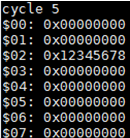 cycle 5
$00: 0x00000000
$01: 0x00000000
$02: 0x12345678
$03: 0x00000000
$04: 0x00000000
$05: 0x00000000
$06: 0x00000000
$07: 0x00000000